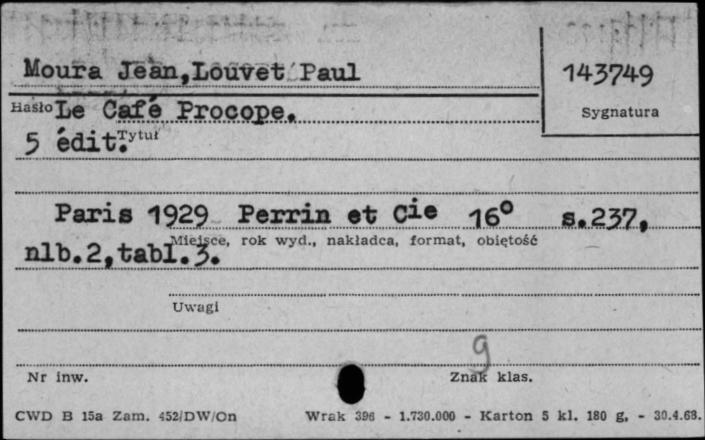 Moura Jean,Louvet Paul
143749
Hasło Le Café Procope.
Sygnatura
5 édit. Tytuł
Paris 1929 Perrin et Cie 16° s.237,
Miejsce, rok wyd., nakładca, format, objętość
nlb.2,tabl.3.
Uwagi
9
Nr inw.
Znak klas.
CWD B 15a Zam. 452/DW/On Wrak 396 - 1.730.000 - Karton 5 kl. 180 g. - 30.4.68.